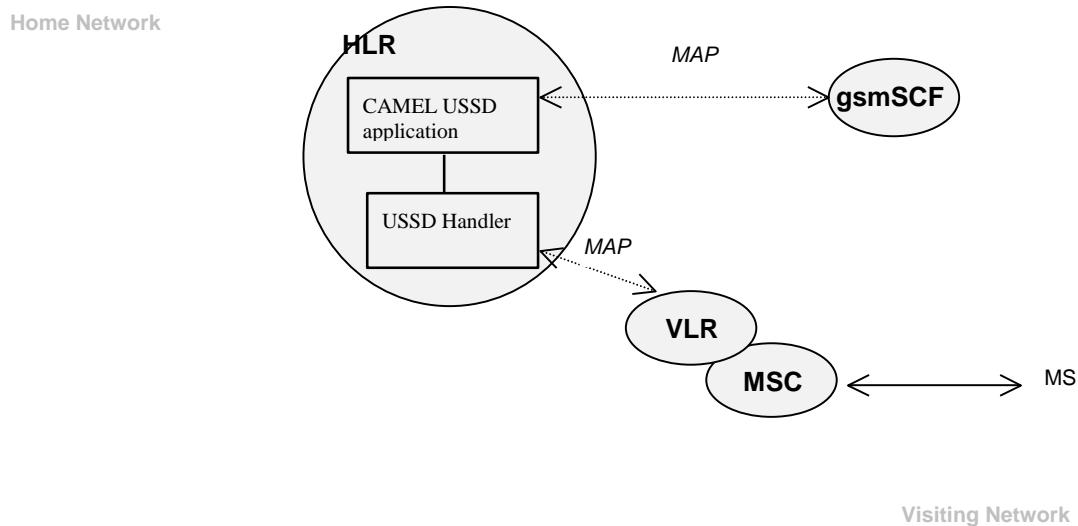 Home Network
HLR
MAP
gsmSCF
CAMEL USSD
application
USSD Handler
MAP
VLR
MSC
MS
Visiting Network